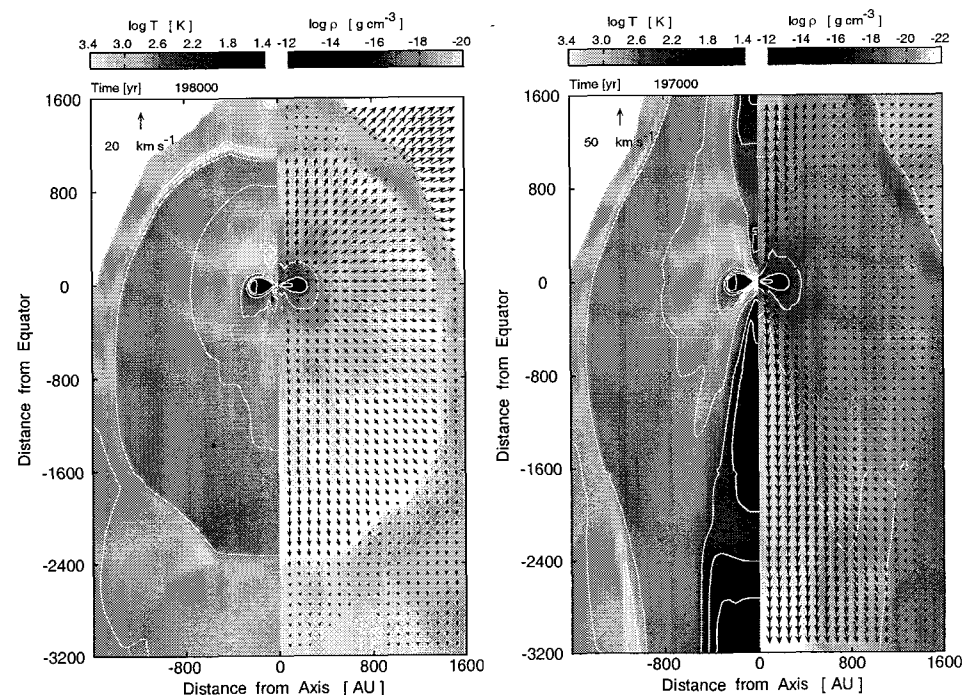 log T [ K ]
log ρ [ g cm⁻³ ]
3.4 3.0 2.6 2.2 1.8 1.4
-12 -14 -16 -18 -20
Time [yr] 198000
20 km s⁻¹
1600
800
0
-800
-1600
-2400
-3200
Distance from Equator
-800 0 800 1600
Distance from Axis [ AU ]
log T [ K ]
log ρ [ g cm⁻³ ]
3.4 3.0 2.6 2.2 1.8 1.4
-12 -14 -16 -18 -20 -22
Time [yr] 197000
50 km s⁻¹
1600
800
0
-800
-1600
-2400
-3200
Distance from Equator
-800 0 800 1600
Distance from Axis [ AU ]